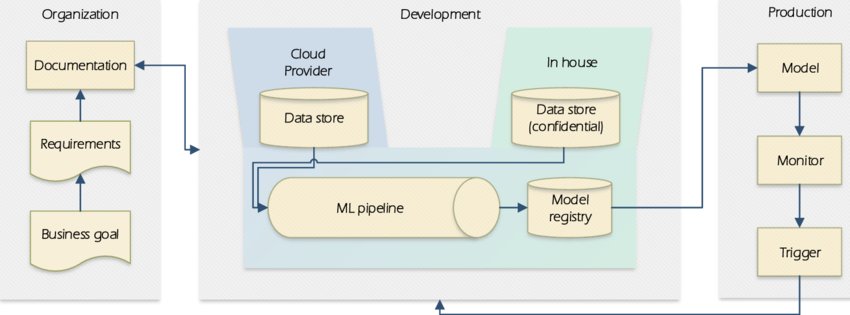 Organization
Documentation
Requirements
Business goal
Development
Cloud
Provider
Data store
In house
Data store
(confidential)
ML pipeline
Model
registry
Production
Model
Monitor
Trigger